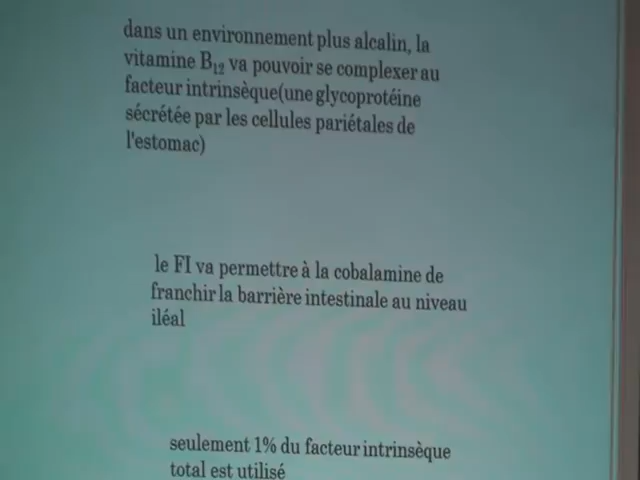 dans un environnement plus alcalin, la
vitamine B₁₂ va pouvoir se complexer au
facteur intrinsèque(une glycoprotéine
sécrétée par les cellules pariétales de
l'estomac)
le FI va permettre à la cobalamine de
franchir la barrière intestinale au niveau
iléal
seulement 1% du facteur intrinsèque
total est utilisé